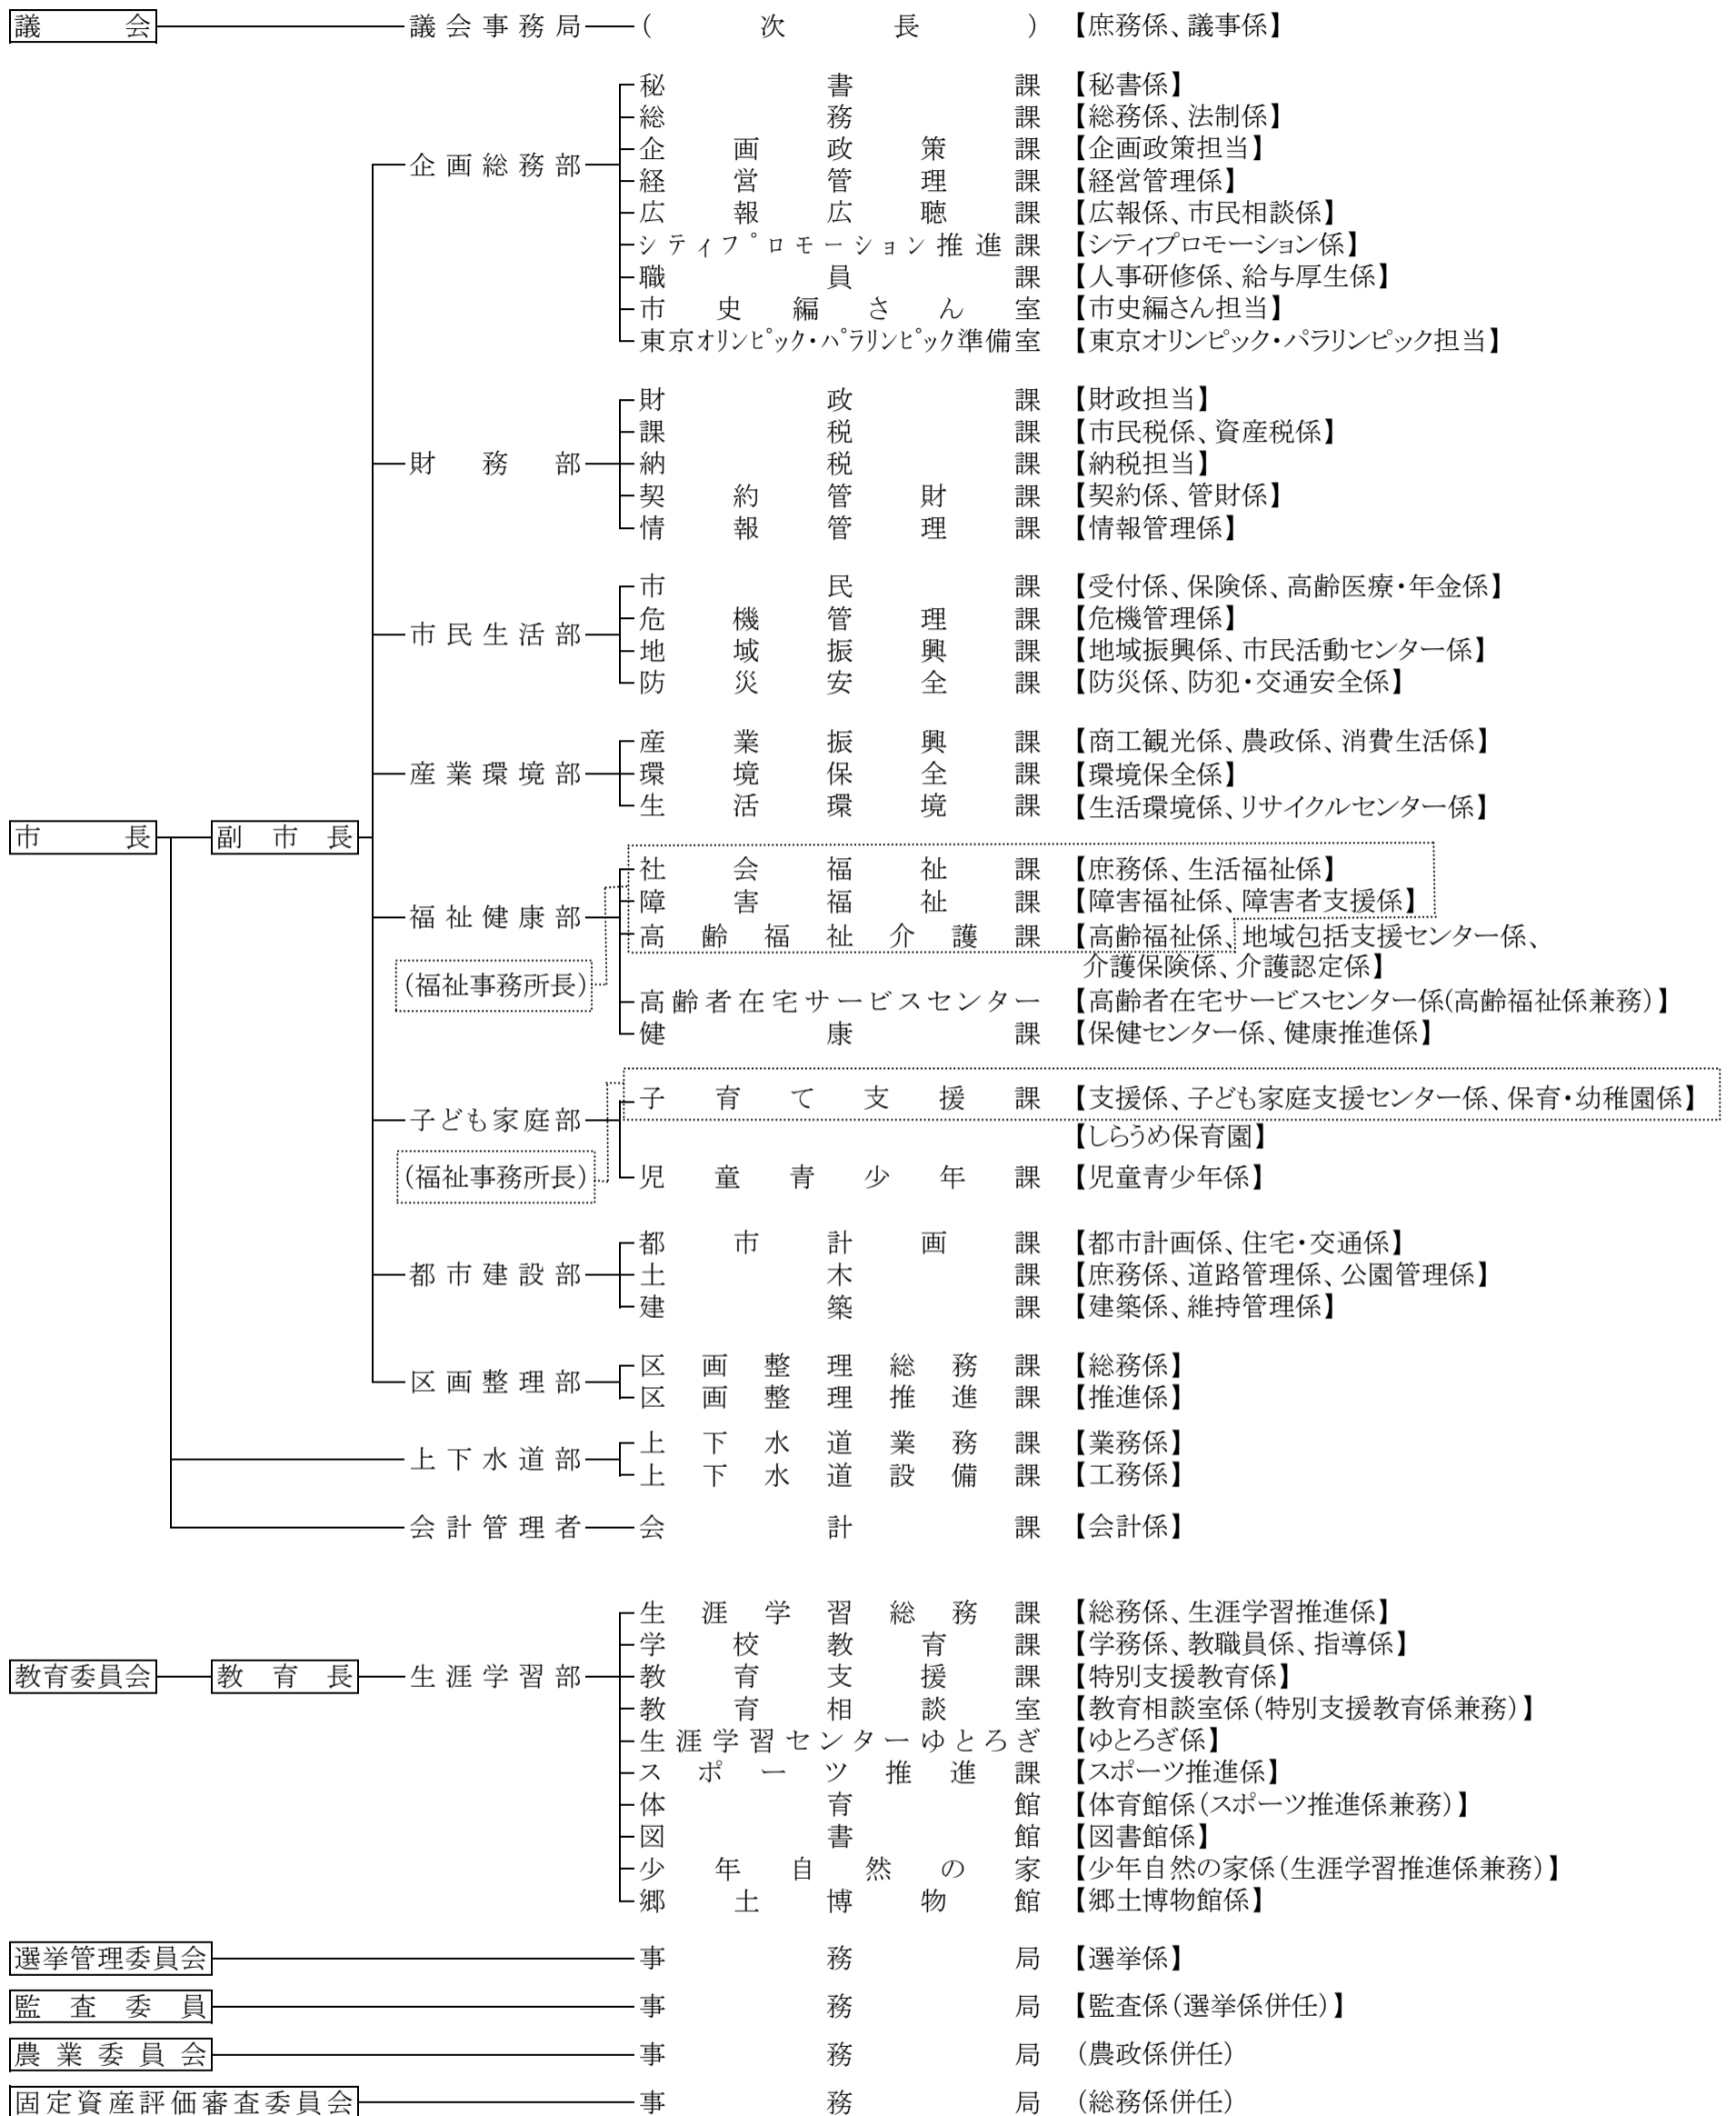 議会 議会事務局 (次長) 【庶務係、議事係】
秘書課 【秘書係】
総務課 【総務係、法制係】
企画政策課 【企画政策担当】
企画総務部
経営管理課 【経営管理係】
広報広聴課 【広報係、市民相談係】
シティプロモーション推進課 【シティプロモーション係】
職員課 【人事研修係、給与厚生係】
市史編さん室 【市史編さん担当】
東京オリンピック・パラリンピック準備室 【東京オリンピック・パラリンピック担当】
財政課 【財政担当】
課税課 【市民税係、資産税係】
財務部 納税課 【納税担当】
契約管財課 【契約係、管財係】
情報管理課 【情報管理係】
市民課 【受付係、保険係、高齢医療・年金係】
危機管理課 【危機管理係】
市民生活部
地域振興課 【地域振興係、市民活動センター係】
防災安全課 【防災係、防犯・交通安全係】
産業振興課 【商工観光係、農政係、消費生活係】
産業環境部 環境保全課 【環境保全係】
生活環境課 【生活環境係、リサイクルセンター係】
市長 副市長
社会福祉課 【庶務係、生活福祉係】
障害福祉課 【障害福祉係、障害者支援係】
福祉健康部
高齢福祉介護課 【高齢福祉係、地域包括支援センター係、
介護保険係、介護認定係】
(福祉事務所長)
高齢者在宅サービスセンター 【高齢者在宅サービスセンター係(高齢福祉係兼務)】
健康課 【保健センター係、健康推進係】
子育て支援課 【支援係、子ども家庭支援センター係、保育・幼稚園係】
子ども家庭部
【しらうめ保育園】
(福祉事務所長) 児童青少年課 【児童青少年係】
都市計画課 【都市計画係、住宅・交通係】
都市建設部 土木課 【庶務係、道路管理係、公園管理係】
建築課 【建築係、維持管理係】
区画整理総務課 【総務係】
区画整理部
区画整理推進課 【推進係】
上下水道業務課 【業務係】
上下水道部
上下水道設備課 【工務係】
会計管理者 会計課 【会計係】
生涯学習総務課 【総務係、生涯学習推進係】
学校教育課 【学務係、教職員係、指導係】
教育委員会 教育長 生涯学習部 教育支援課 【特別支援教育係】
教育相談室 【教育相談室係(特別支援教育係兼務)】
生涯学習センターゆとろぎ 【ゆとろぎ係】
スポーツ推進課 【スポーツ推進係】
体育館 【体育館係(スポーツ推進係兼務)】
図書館 【図書館係】
少年自然の家 【少年自然の家係(生涯学習推進係兼務)】
郷土博物館 【郷土博物館係】
選挙管理委員会 事務局 【選挙係】
監査委員 事務局 【監査係(選挙係併任)】
農業委員会 事務局 (農政係併任)
固定資産評価審査委員会 事務局 (総務係併任)